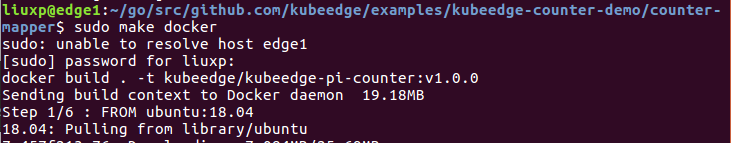 liuxp@edge1:~/go/src/github.com/kubeedge/examples/kubeedge-counter-demo/counter-
mapper$ sudo make docker
sudo: unable to resolve host edge1
[sudo] password for liuxp:
docker build . -t kubeedge/kubeedge-pi-counter:v1.0.0
Sending build context to Docker daemon  19.18MB
Step 1/6 : FROM ubuntu:18.04
18.04: Pulling from library/ubuntu